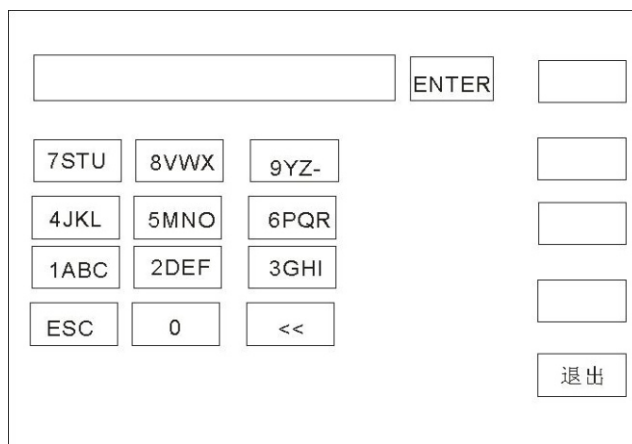 ENTER
7STU 8VWX 9YZ-
4JKL 5MNO 6PQR
1ABC 2DEF 3GHI
ESC 0 <<
退出